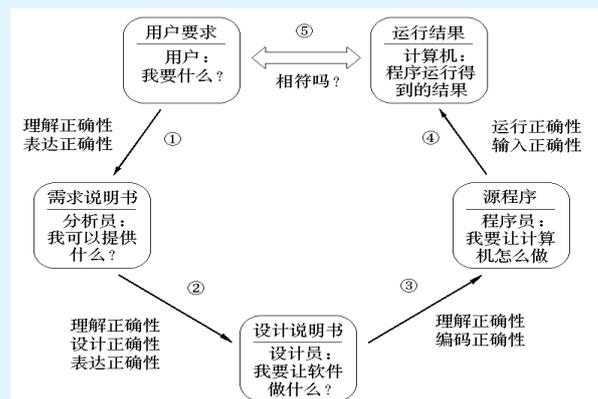 用户要求
用户：
我要什么？
⑤
相符吗？
运行结果
计算机：
程序运行得
到的结果
理解正确性
表达正确性
①
④
运行正确性
输入正确性
需求说明书
分析员：
我可以提供
什么？
源程序
程序员：
我要让计算
机怎么做
②
③
理解正确性
设计正确性
表达正确性
设计说明书
设计员：
我要让软件
做什么？
理解正确性
编码正确性